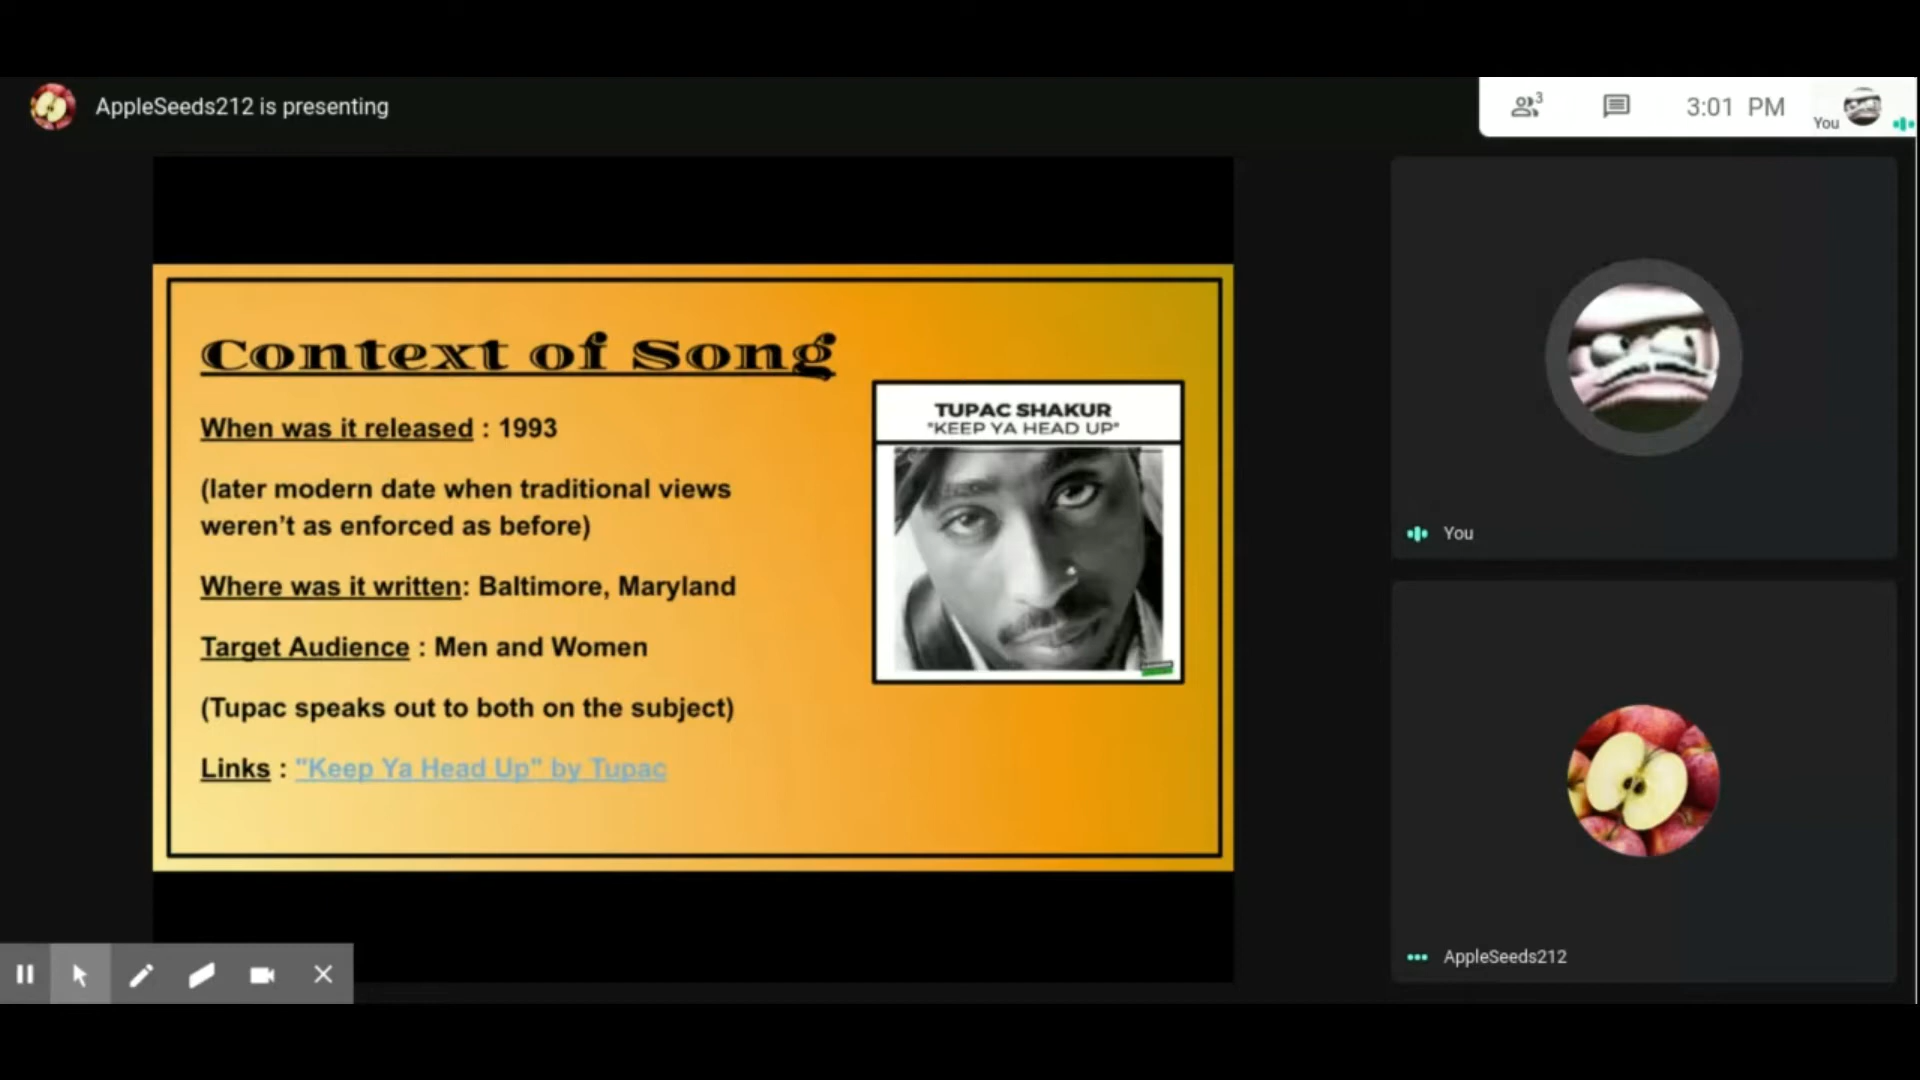 AppleSeeds212 is presenting
3
3:01 PM
You
Context of Song
When was it released : 1993
(later modern date when traditional views
weren't as enforced as before)
Where was it written: Baltimore, Maryland
Target Audience : Men and Women
(Tupac speaks out to both on the subject)
Links : "Keep Ya Head Up" by Tupac
TUPAC SHAKUR
"KEEP YA HEAD UP"
You
AppleSeeds212